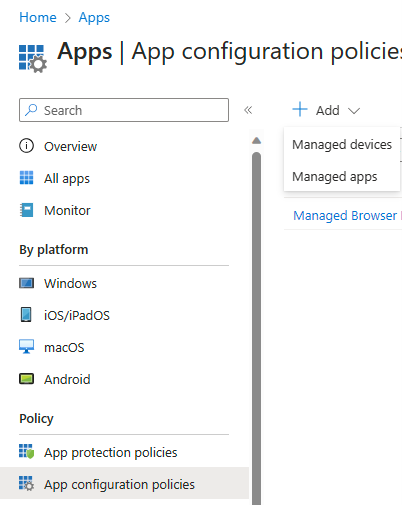 Home > Apps
Apps | App configuration policies
Search
«
+ Add
Overview
Managed devices
All apps
Managed apps
Monitor
Managed Browser
By platform
Windows
iOS/iPadOS
macOS
Android
Policy
App protection policies
App configuration policies